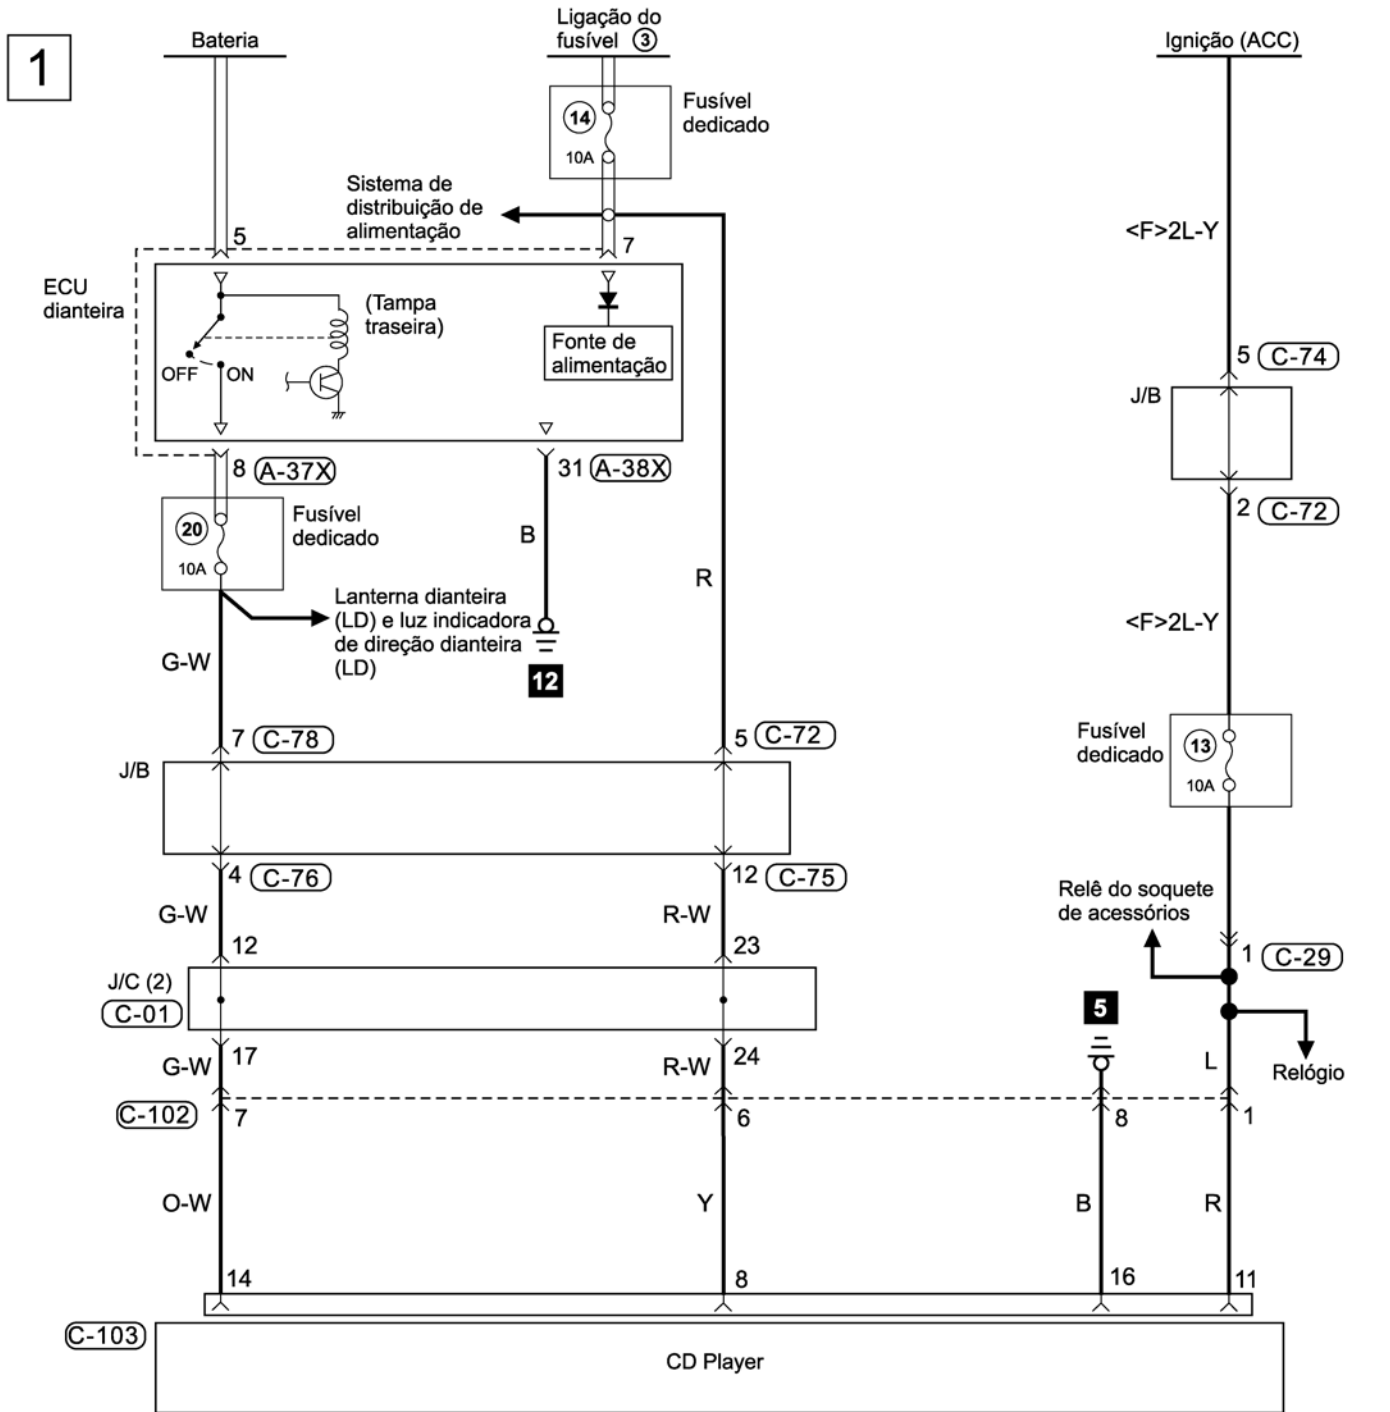 1
Bateria
Ligação do
fusível 3
Ignição (ACC)
14
10A
Fusível
dedicado
Sistema de
distribuição de
alimentação
5
7
<F>2L-Y
ECU
dianteira
(Tampa
traseira)
OFF
ON
Fonte de
alimentação
5 C-74
J/B
2 C-72
8 A-37X
31 A-38X
20
10A
Fusível
dedicado
B
R
Lanterna dianteira
(LD) e luz indicadora
de direção dianteira
(LD)
12
G-W
<F>2L-Y
7 C-78
5 C-72
Fusível
dedicado
13
10A
J/B
4 C-76
12 C-75
G-W
R-W
Relê do soquete
de acessórios
12
23
1 C-29
J/C (2)
C-01
5
G-W
17
R-W
24
L
Relógio
C-102
7
6
8
1
O-W
Y
B
R
14
8
16
11
C-103
CD Player